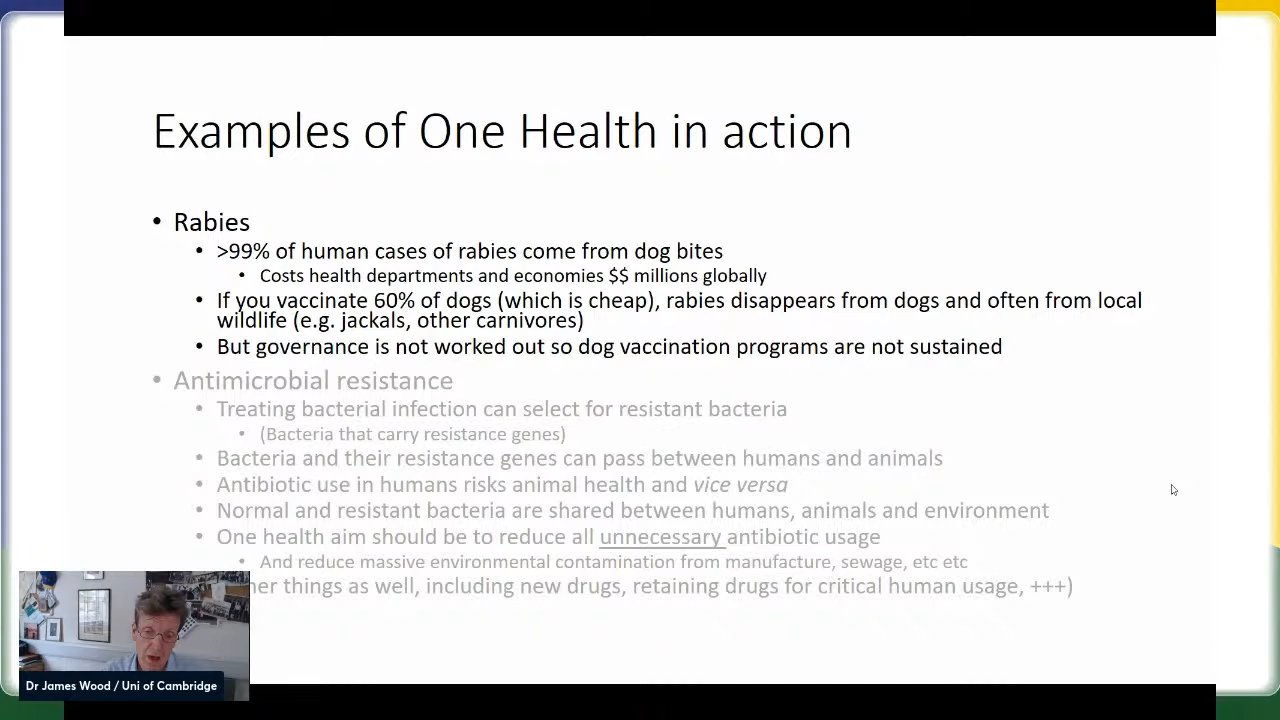 Examples of One Health in action
• Rabies
• >99% of human cases of rabies come from dog bites
• Costs health departments and economies $$ millions globally
• If you vaccinate 60% of dogs (which is cheap), rabies disappears from dogs and often from local
wildlife (e.g. jackals, other carnivores)
• But governance is not worked out so dog vaccination programs are not sustained
• Antimicrobial resistance
• Treating bacterial infection can select for resistant bacteria
• (Bacteria that carry resistance genes)
• Bacteria and their resistance genes can pass between humans and animals
• Antibiotic use in humans risks animal health and vice versa
• Normal and resistant bacteria are shared between humans, animals and environment
• One health aim should be to reduce all unnecessary antibiotic usage
• And reduce massive environmental contamination from manufacture, sewage, etc etc
things as well, including new drugs, retaining drugs for critical human usage, +++)
Dr James Wood / Uni of Cambridge